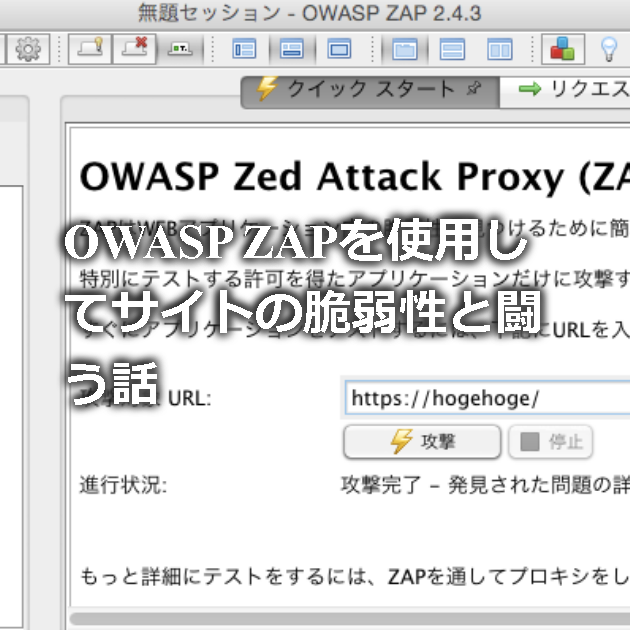 無題セッション - OWASP ZAP 2.4.3
クイック スタート
リクエス
OWASP Zed Attack Proxy (ZA
OWASP ZAPを使用し
てサイトの脆弱性と闘
う話
つけるために簡
特別にテストする許可を得たアプリケーションだけに攻撃す
URLを入
URL:
https://hogehoge/
攻撃
停止
進行状況:
攻撃完了 – 発見された問題の詳
もっと詳細にテストをするには、ZAPを通してプロキシをし